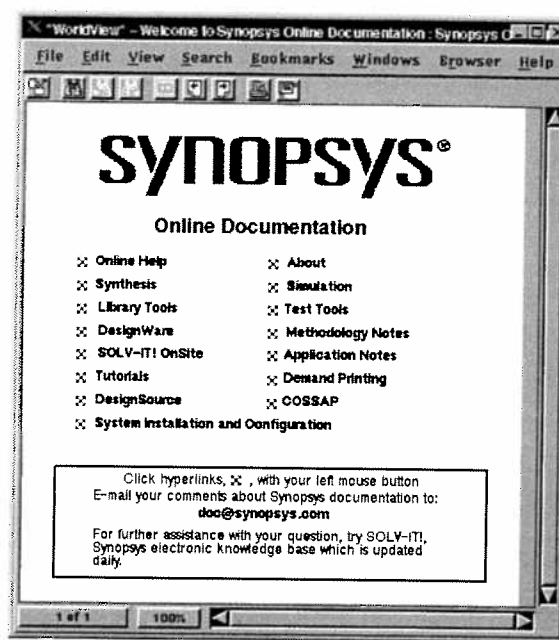 "WorldView" – Welcome to Synopsys Online Documentation : Synopsys O
File Edit View Search Bookmarks Windows Browser Help
SYNOPSYS®
Online Documentation
Online Help
About
Synthesis
Simulation
Library Tools
Test Tools
DesignWare
Methodology Notes
SOLV-IT! OnSite
Application Notes
Tutorials
Demand Printing
DesignSource
COSSAP
System Installation and Configuration
Click hyperlinks, , with your left mouse button
E-mail your comments about Synopsys documentation to:
doc@synopsys.com
For further assistance with your question, try SOLV-IT!,
Synopsys electronic knowledge base which is updated
daily.
1 of 1 100%